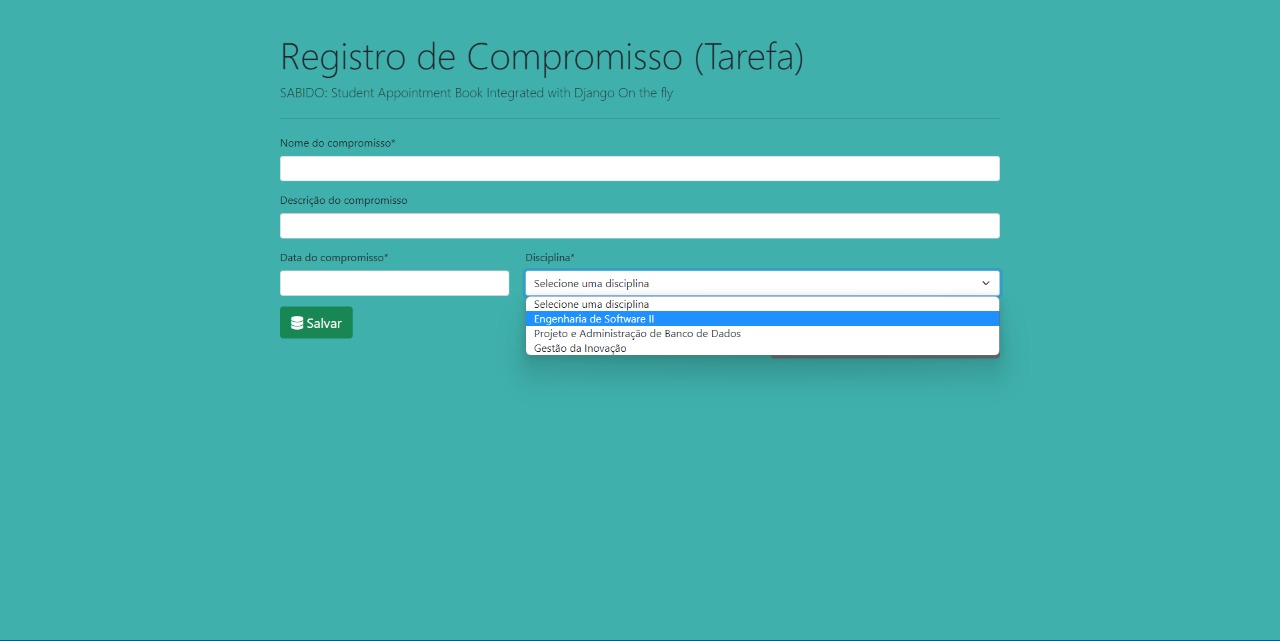 Registro de Compromisso (Tarefa)
SABIDO: Student Appointment Book Integrated with Django On the fly
Nome do compromisso*
Descrição do compromisso
Data do compromisso*
Disciplina*
Selecione uma disciplina
Selecione uma disciplina
Engenharia de Software II
Projeto e Administração de Banco de Dados
Gestão da Inovação
Salvar